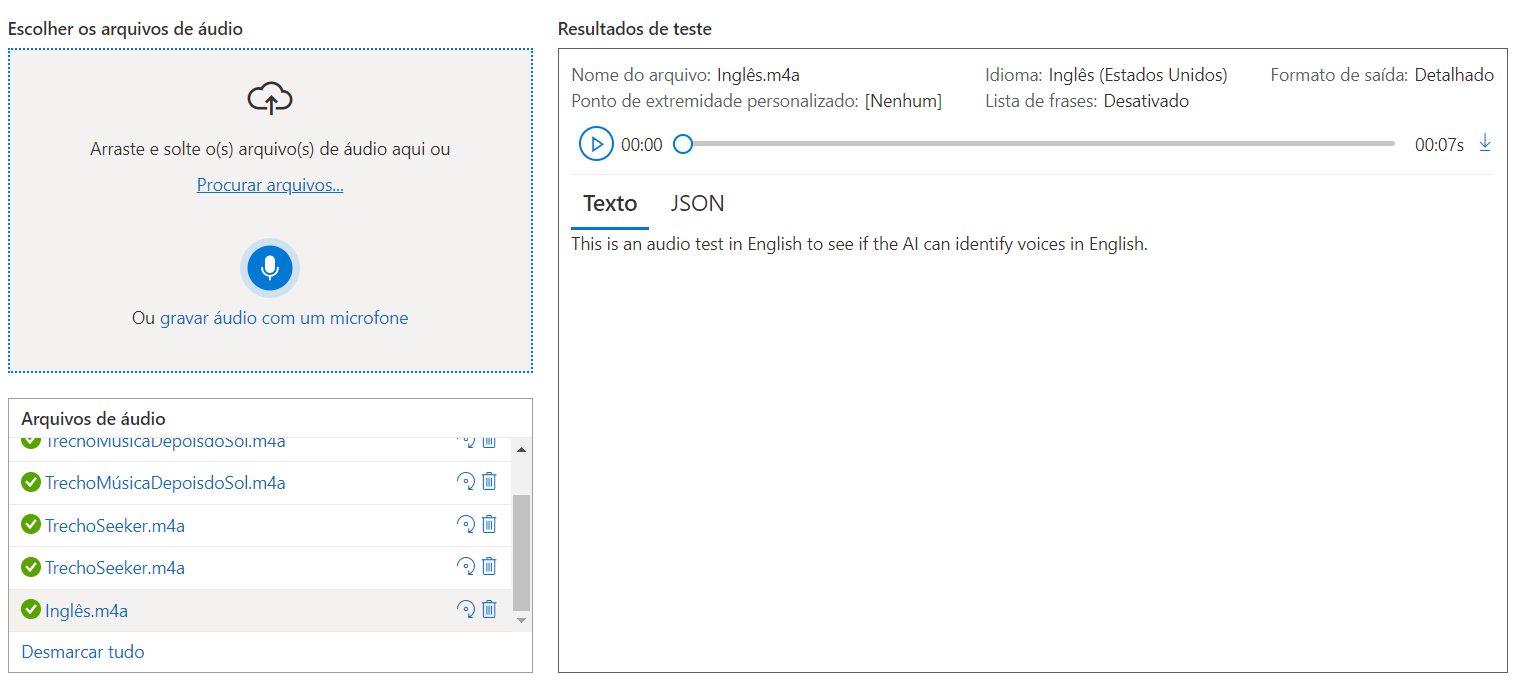 Escolher os arquivos de áudio
Arraste e solte o(s) arquivo(s) de áudio aqui ou
Procurar arquivos...
Ou gravar áudio com um microfone
Arquivos de áudio
TrechoMúsicaDepoisdoSol.m4a
TrechoMúsicaDepoisdoSol.m4a
TrechoSeeker.m4a
TrechoSeeker.m4a
Inglês.m4a
Desmarcar tudo
Resultados de teste
Nome do arquivo: Inglês.m4a Idioma: Inglês (Estados Unidos) Formato de saída: Detalhado
Ponto de extremidade personalizado: [Nenhum] Lista de frases: Desativado
00:00 00:07s
Texto JSON
This is an audio test in English to see if the AI can identify voices in English.